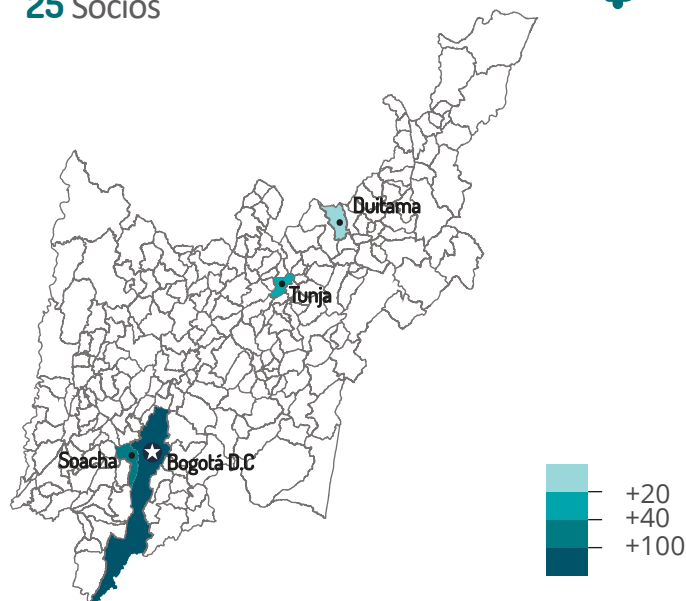 25 Socios
Duitama
Tunja
Soacha
Bogotá D.C
+20
+40
+100